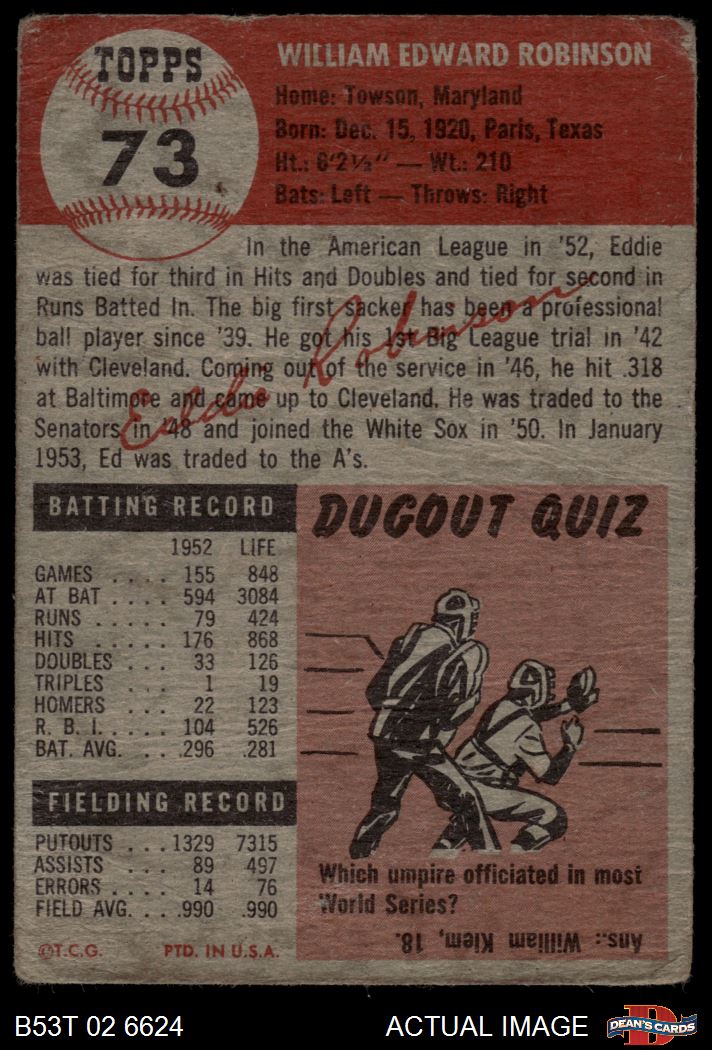 TOPPS
73
WILLIAM EDWARD ROBINSON
Home: Towson, Maryland
Born: Dec. 15, 1920, Paris, Texas
Ht.: 6'2½" — Wt.: 210
Bats: Left — Throws: Right
In the American League in '52, Eddie
was tied for third in Hits and Doubles and tied for second in
Runs Batted In. The big first sacker has been a professional
ball player since '39. He got his 1st Big League trial in '42
with Cleveland. Coming out of the service in '46, he hit .318
at Baltimore and came up to Cleveland. He was traded to the
Senators in '48 and joined the White Sox in '50. In January
1953, Ed was traded to the A's.
Eddie Robinson
BATTING RECORD
1952 LIFE
GAMES .... 155 848
AT BAT ..... 594 3084
RUNS ...... 79 424
HITS ...... 176 868
DOUBLES ... 33 126
TRIPLES .... 1 19
HOMERS .... 22 123
R. B. I. ..... 104 526
BAT. AVG. ... .296 .281
FIELDING RECORD
PUTOUTS ... 1329 7315
ASSISTS .... 89 497
ERRORS .... 14 76
FIELD AVG. ... .990 .990
©T.C.G. PTD. IN U.S.A.
DUGOUT QUIZ
Which umpire officiated in most
World Series?
Ans.: William Klem, 18.
B53T 02 6624
ACTUAL IMAGE
DEAN'S CARDS